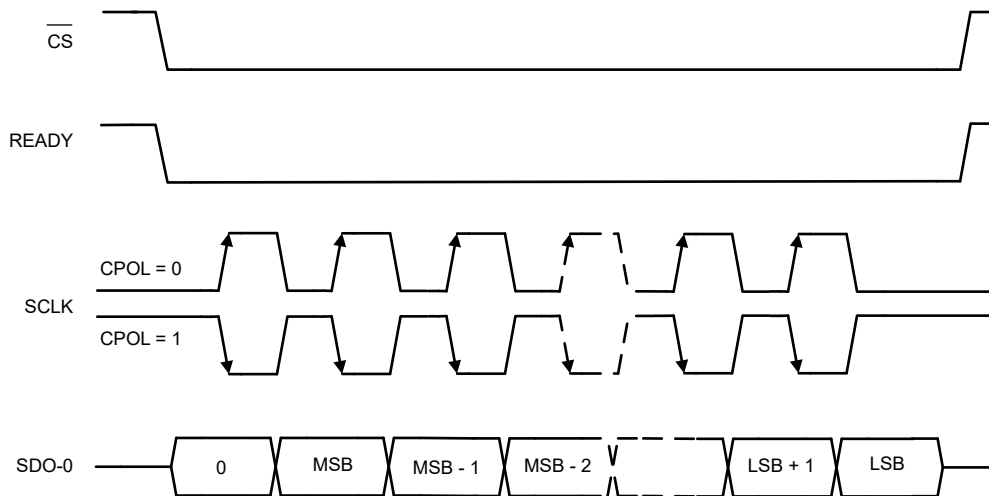 CS
READY
CPOL = 0
SCLK
CPOL = 1
SDO-0 0 MSB MSB - 1 MSB - 2 LSB + 1 LSB